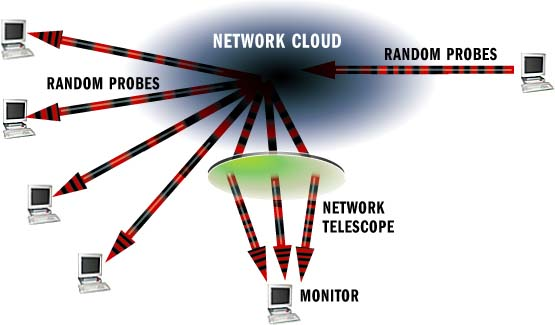 NETWORK CLOUD
RANDOM PROBES
RANDOM PROBES
NETWORK
TELESCOPE
MONITOR